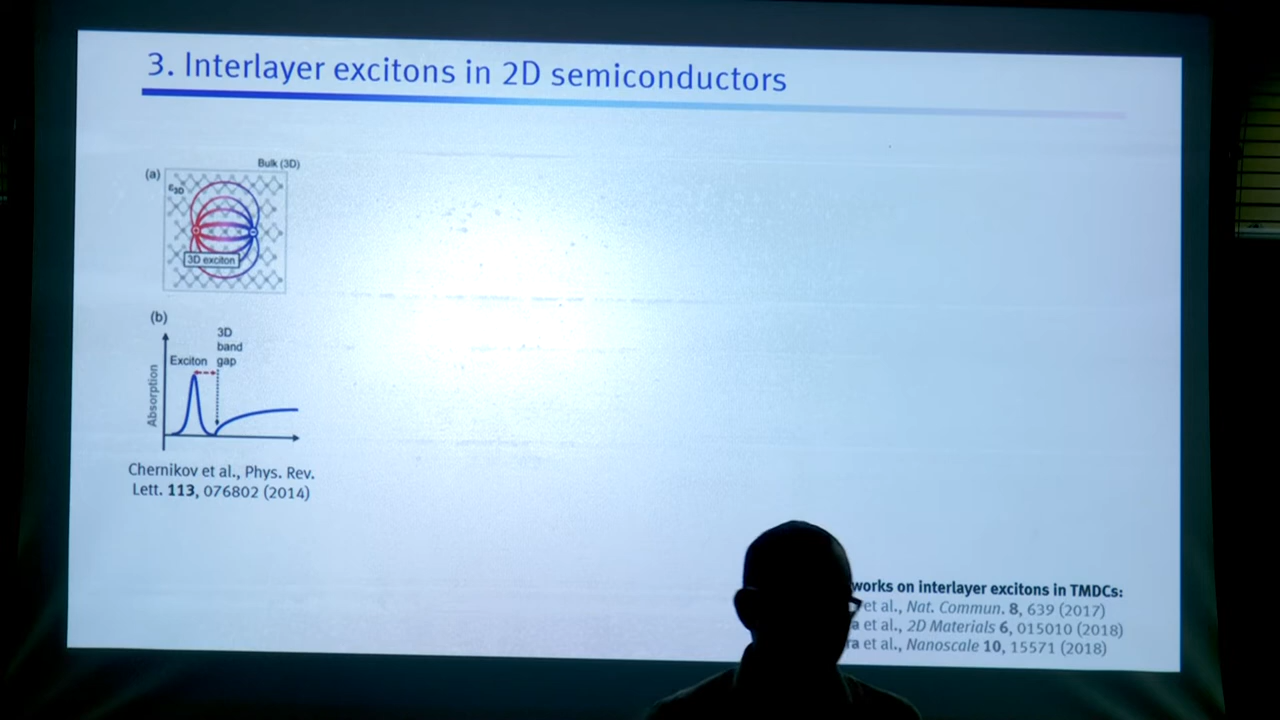 3. Interlayer excitons in 2D semiconductors
Bulk (3D)
(a)
ε3D
3D exciton
(b)
3D
band
Exciton gap
Absorption
Chernikov et al., Phys. Rev.
Lett. 113, 076802 (2014)
works on interlayer excitons in TMDCs:
et al., Nat. Commun. 8, 639 (2017)
et al., 2D Materials 6, 015010 (2018)
et al., Nanoscale 10, 15571 (2018)